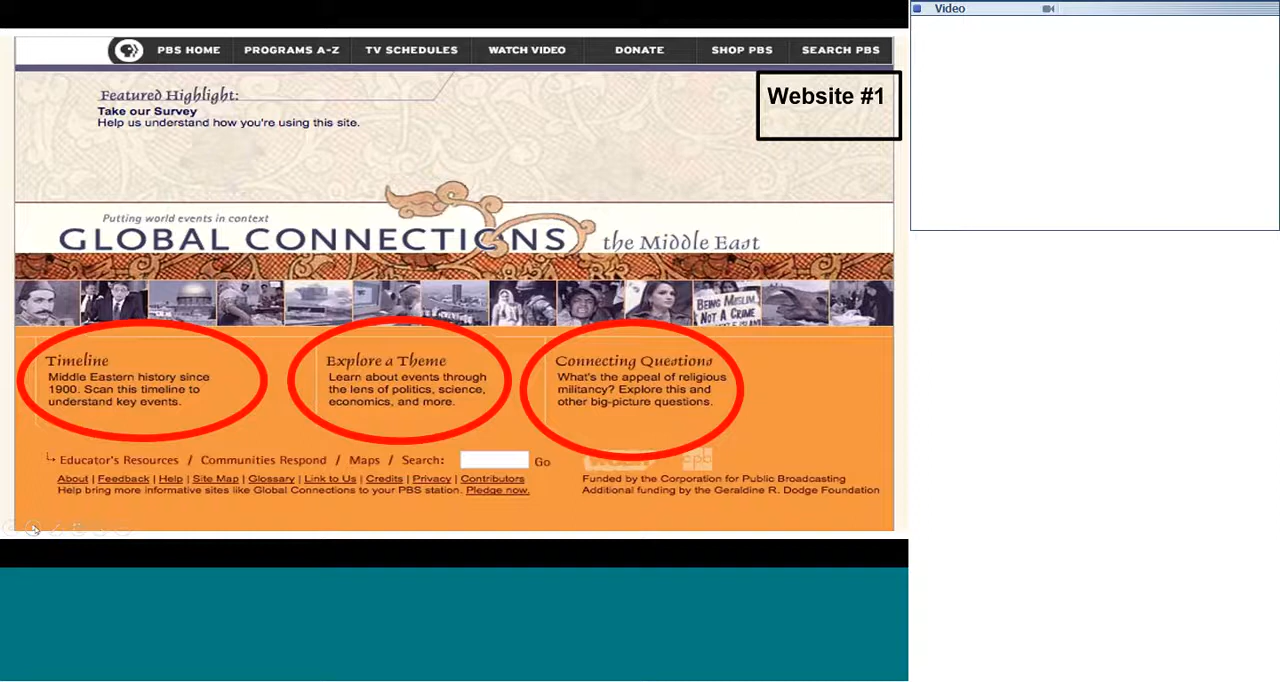 Video
PBS HOME PROGRAMS A-Z TV SCHEDULES WATCH VIDEO DONATE SHOP PBS SEARCH PBS
Website #1
Featured Highlight:
Take our Survey
Help us understand how you're using this site.
Putting world events in context
GLOBAL CONNECTIONS the Middle East
BEING MUSLIM
NOT A CRIME
Timeline
Middle Eastern history since
1900. Scan this timeline to
understand key events.
Explore a Theme
Learn about events through
the lens of politics, science,
economics, and more.
Connecting Questions
What's the appeal of religious
militancy? Explore this and
other big-picture questions.
Educator's Resources / Communities Respond / Maps / Search: Go
About | Feedback | Help | Site Map | Glossary | Link to Us | Credits | Privacy | Contributors
Help bring more informative sites like Global Connections to your PBS station. Pledge now.
cpb
Funded by the Corporation for Public Broadcasting
Additional funding by the Geraldine R. Dodge Foundation